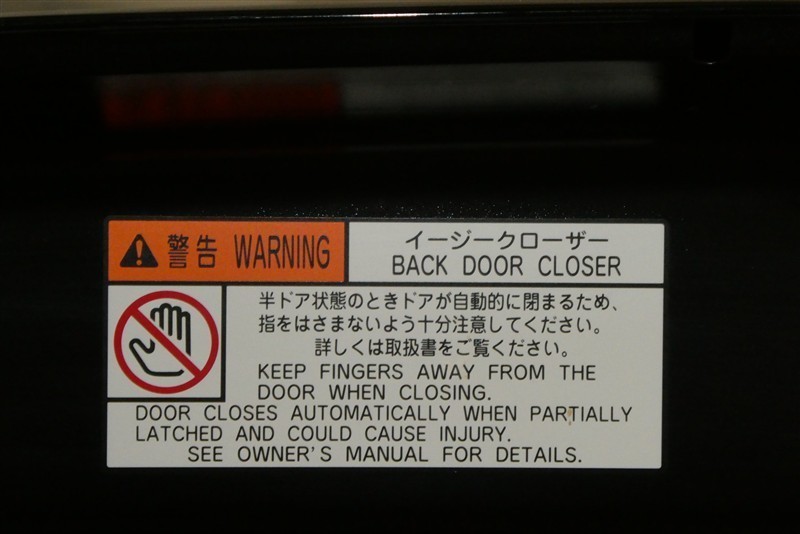 警告 WARNING
イージークローザー
BACK DOOR CLOSER
半ドア状態のときドアが自動的に閉まるため、
指をはさまないよう十分注意してください。
詳しくは取扱書をご覧ください。
KEEP FINGERS AWAY FROM THE
DOOR WHEN CLOSING.
DOOR CLOSES AUTOMATICALLY WHEN PARTIALLY
LATCHED AND COULD CAUSE INJURY.
SEE OWNER'S MANUAL FOR DETAILS.